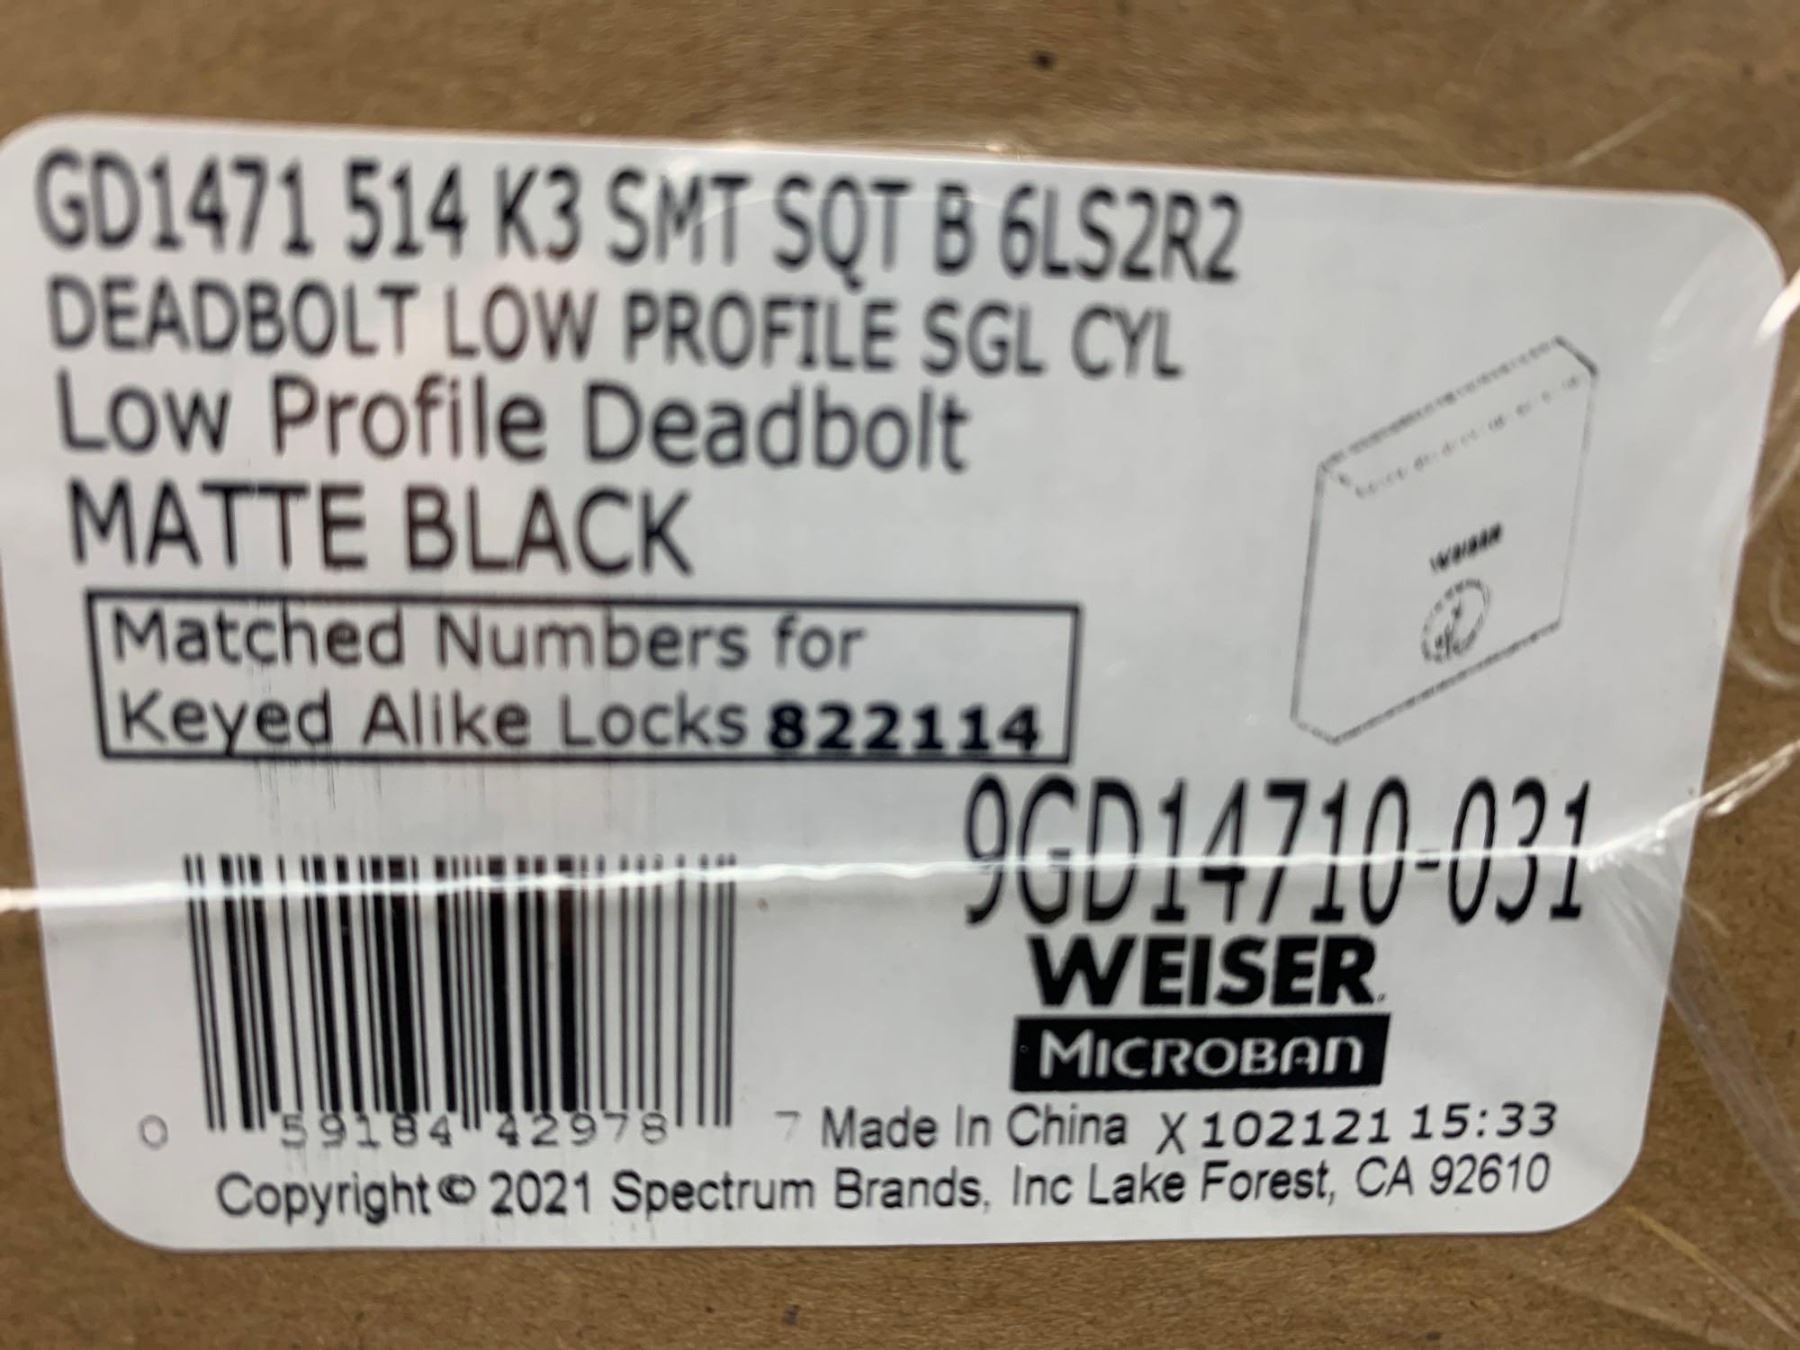 GD1471 514 K3 SMT SQT B 6LS2R2
DEADBOLT LOW PROFILE SGL CYL
Low Profile Deadbolt
MATTE BLACK
WEISER
Matched Numbers for
Keyed Alike Locks 822114
9GD14710-031
WEISER
MICROBAN
0 59184 42978 7
Made In China X 102121 15:33
Copyright © 2021 Spectrum Brands, Inc Lake Forest, CA 92610